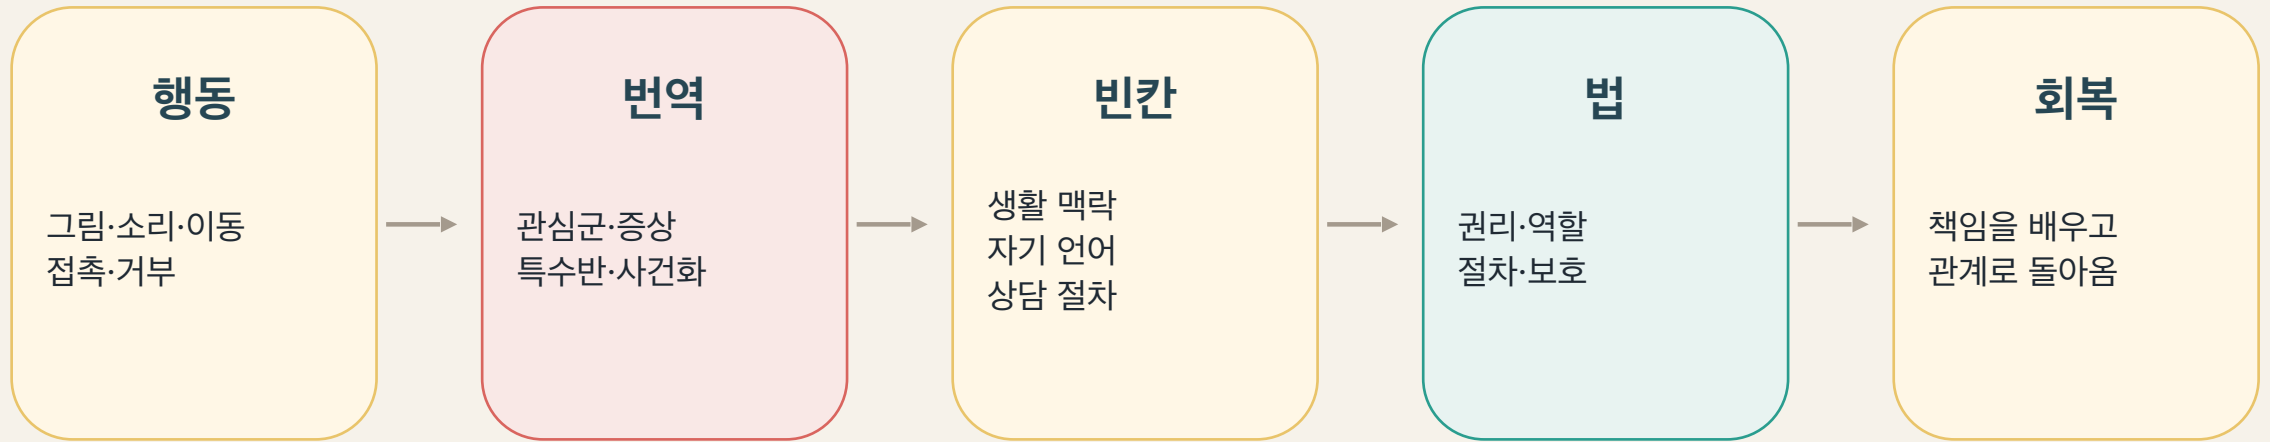 행동
그림·소리·이동
접촉·거부
번역
관심군·증상
특수반·사건화
빈칸
생활 맥락
자기 언어
상담 절차
법
권리·역할
절차·보호
회복
책임을 배우고
관계로 돌아옴